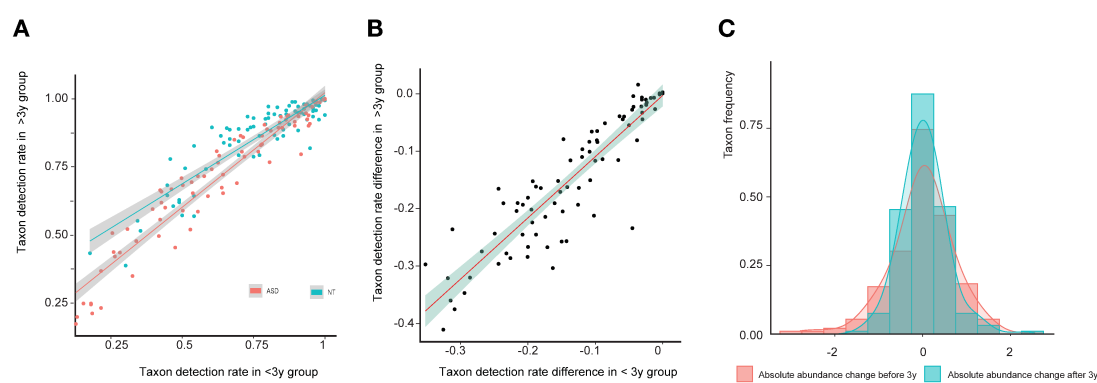 A
Taxon detection rate in >3y group
1.00
0.75
0.50
0.25
ASD
NT
0.25
0.5
0.75
1
Taxon detection rate in <3y group
B
Taxon detection rate difference in >3y group
0.0
-0.1
-0.2
-0.3
-0.4
-0.3
-0.2
-0.1
0
Taxon detection rate difference in < 3y group
C
Taxon frequency
0.75
0.50
0.25
0.00
-2
0
2
Absolute abundance change before 3y
Absolute abundance change after 3y